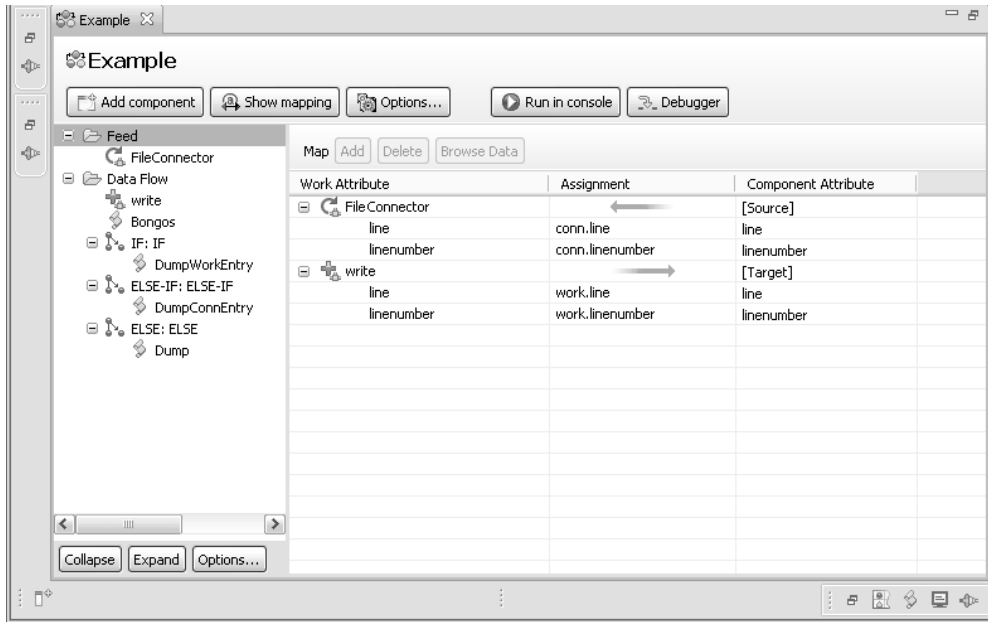 Example
Example
Add component Show mapping Options... Run in console Debugger
Feed
FileConnector
Data Flow
write
Bongos
IF: IF
DumpWorkEntry
ELSE-IF: ELSE-IF
DumpConnEntry
ELSE: ELSE
Dump
Collapse Expand Options...
Map Add Delete Browse Data
Work Attribute Assignment Component Attribute
FileConnector [Source]
line conn.line line
linenumber conn.linenumber linenumber
write [Target]
line work.line line
linenumber work.linenumber linenumber